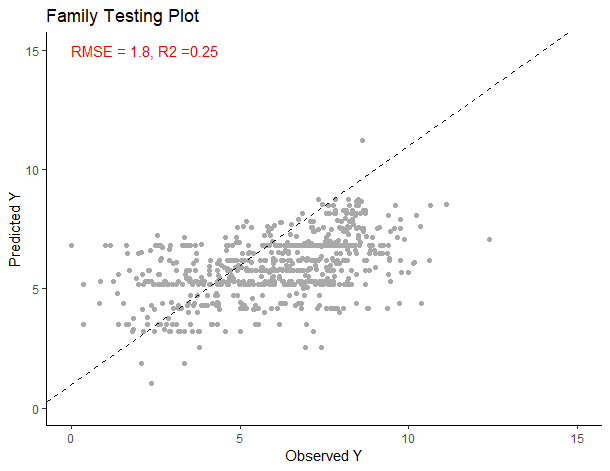 Family Testing Plot
RMSE = 1.8, R2 =0.25
15
10
5
0
Predicted Y
0 5 10 15
Observed Y